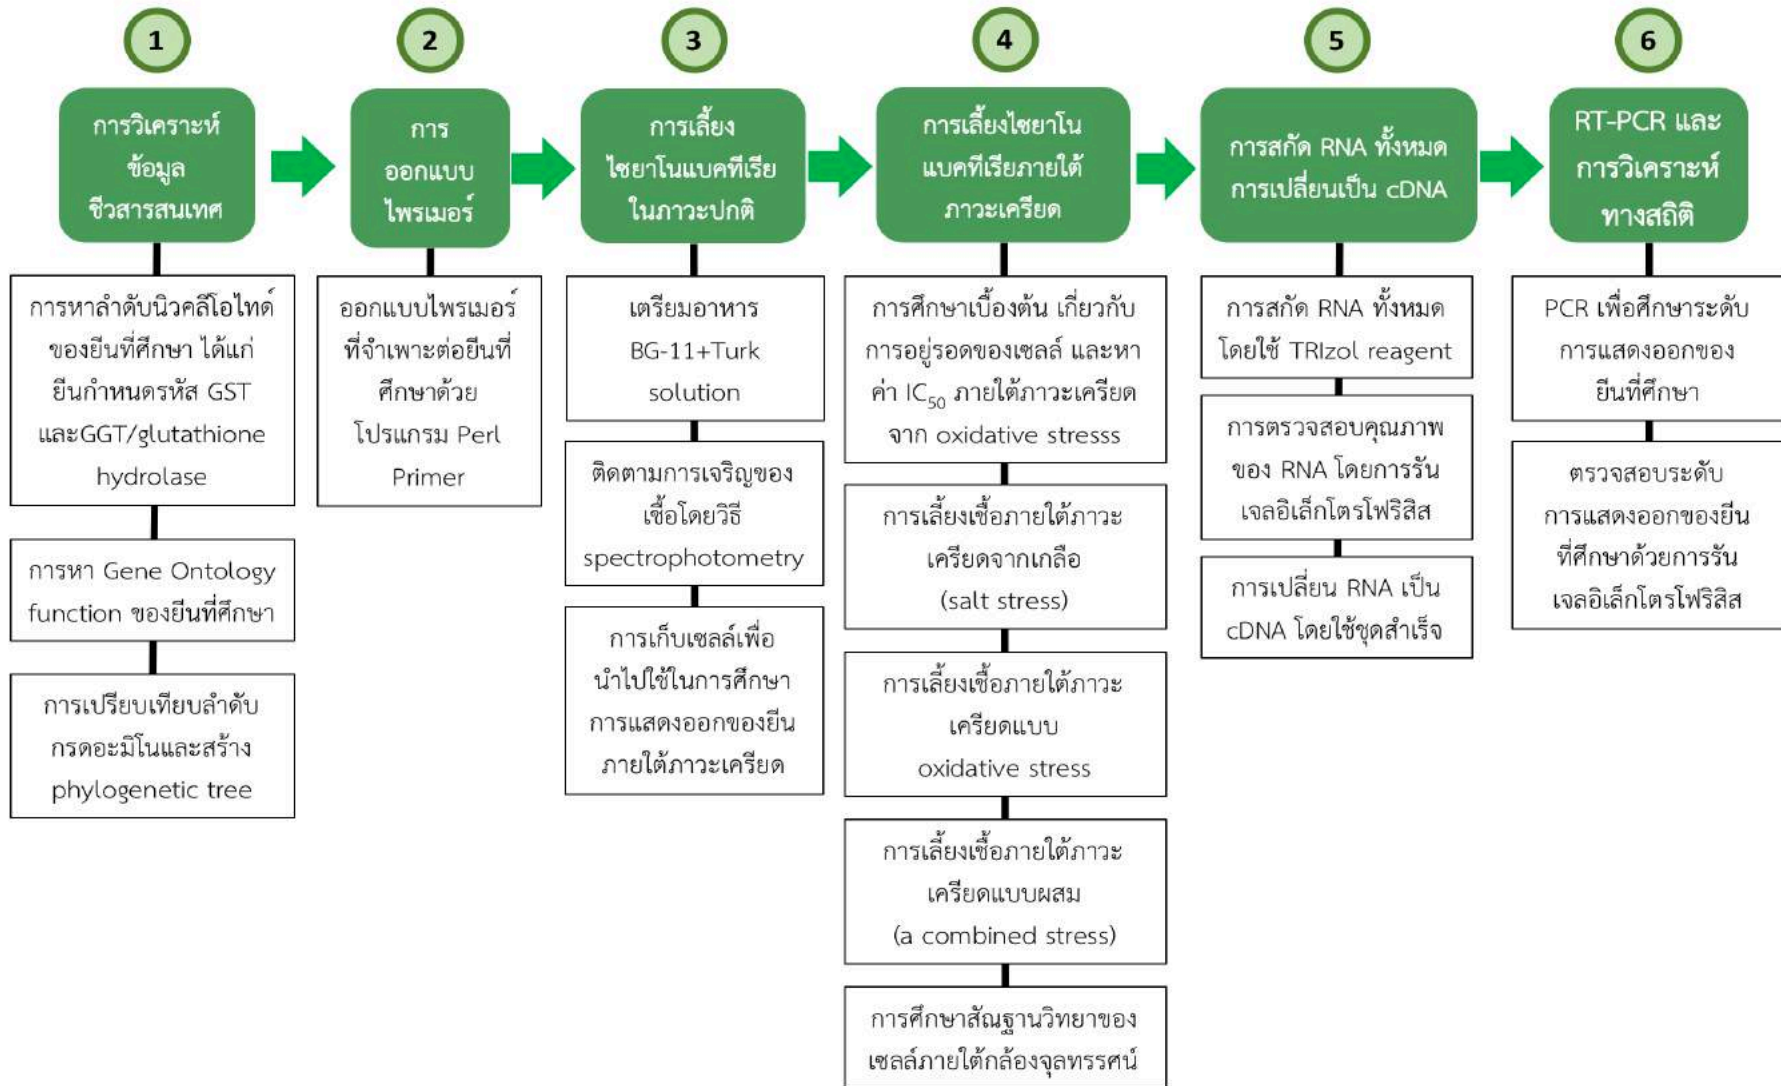 1
การวิเคราะห์
ข้อมูล
ชีวสารสนเทศ
การหาลำดับนิวคลีโอไทด์
ของยีนที่ศึกษา ได้แก่
ยีนกำหนดรหัส GST
และGGT/glutathione
hydrolase
การหา Gene Ontology
function ของยีนที่ศึกษา
การเปรียบเทียบลำดับ
กรดอะมิโนและสร้าง
phylogenetic tree
2
การ
ออกแบบ
ไพรเมอร์
ออกแบบไพรเมอร์
ที่จำเพาะต่อยีนที่
ศึกษาด้วย
โปรแกรม Perl
Primer
3
การเลี้ยง
ไซยาโนแบคทีเรีย
ในภาวะปกติ
เตรียมอาหาร
BG-11+Turk
solution
ติดตามการเจริญของ
เชื้อโดยวิธี
spectrophotometry
การเก็บเซลล์เพื่อ
นำไปใช้ในการศึกษา
การแสดงออกของยีน
ภายใต้ภาวะเครียด
4
การเลี้ยงไซยาโน
แบคทีเรียภายใต้
ภาวะเครียด
การศึกษาเบื้องต้น เกี่ยวกับ
การอยู่รอดของเซลล์ และหา
ค่า IC50 ภายใต้ภาวะเครียด
จาก oxidative stresss
การเลี้ยงเชื้อภายใต้ภาวะ
เครียดจากเกลือ
(salt stress)
การเลี้ยงเชื้อภายใต้ภาวะ
เครียดแบบ
oxidative stress
การเลี้ยงเชื้อภายใต้ภาวะ
เครียดแบบผสม
(a combined stress)
การศึกษาสัณฐานวิทยาของ
เซลล์ภายใต้กล้องจุลทรรศน์
5
การสกัด RNA ทั้งหมด
การเปลี่ยนเป็น cDNA
การสกัด RNA ทั้งหมด
โดยใช้ TRIzol reagent
การตรวจสอบคุณภาพ
ของ RNA โดยการรัน
เจลอิเล็กโตรโฟริสิส
การเปลี่ยน RNA เป็น
cDNA โดยใช้ชุดสำเร็จ
6
RT-PCR และ
การวิเคราะห์
ทางสถิติ
PCR เพื่อศึกษาระดับ
การแสดงออกของ
ยีนที่ศึกษา
ตรวจสอบระดับ
การแสดงออกของยีน
ที่ศึกษาด้วยการรัน
เจลอิเล็กโตรโฟริสิส